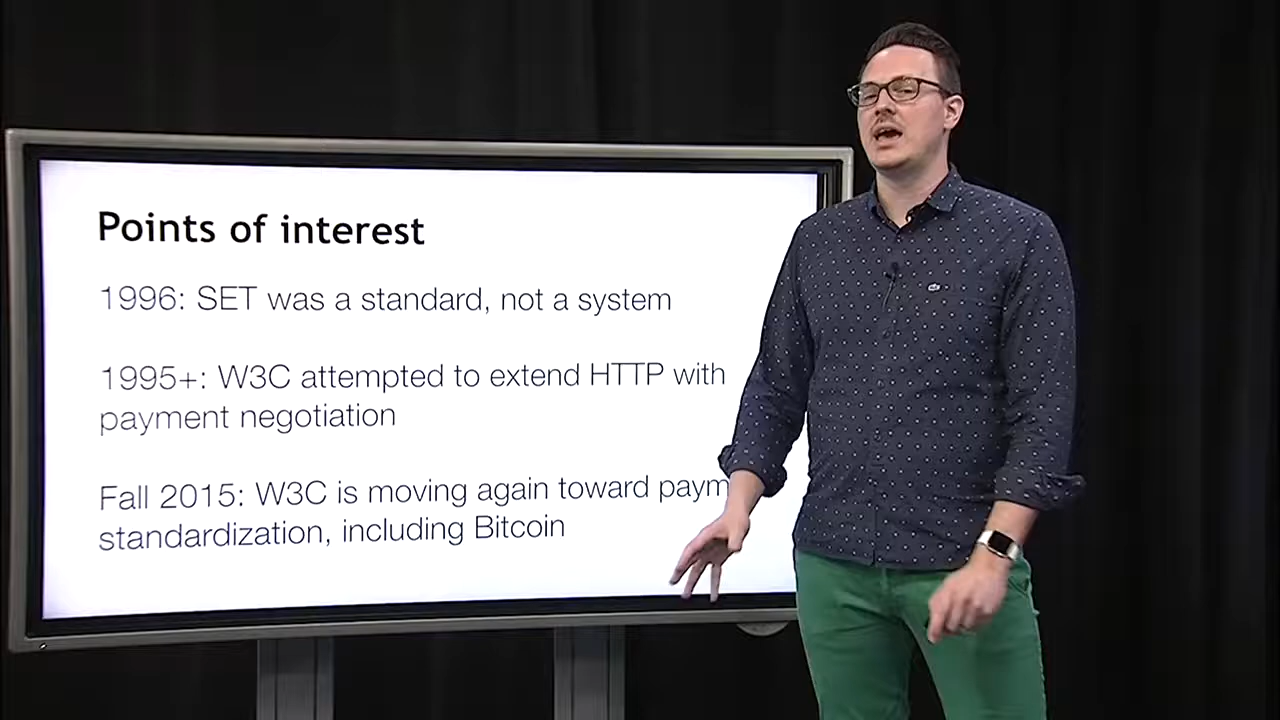 Points of interest
1996: SET was a standard, not a system
1995+: W3C attempted to extend HTTP with
payment negotiation
Fall 2015: W3C is moving again toward
standardization, including Bitcoin